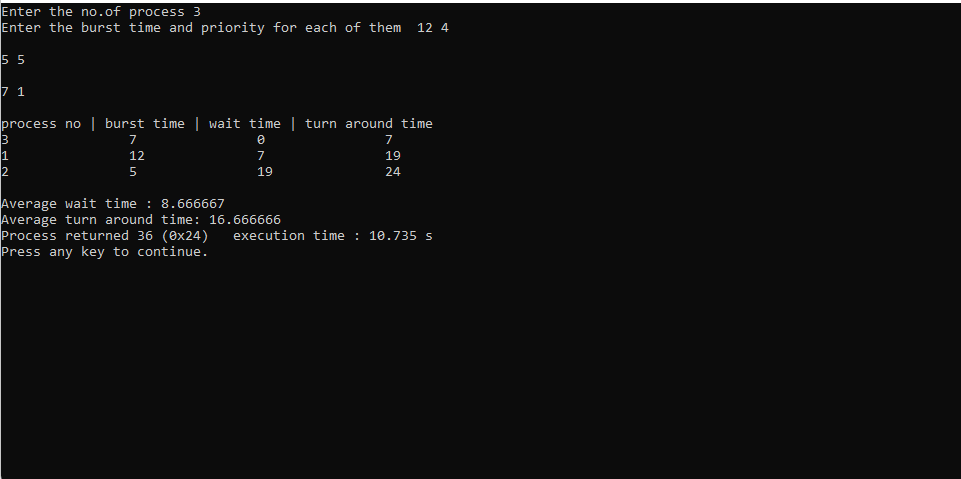 Enter the no.of process 3
Enter the burst time and priority for each of them  12 4
5 5
7 1
process no | burst time | wait time | turn around time
3               7               0               7
1               12              7               19
2               5               19              24
Average wait time : 8.666667
Average turn around time: 16.666666
Process returned 36 (0x24)   execution time : 10.735 s
Press any key to continue.